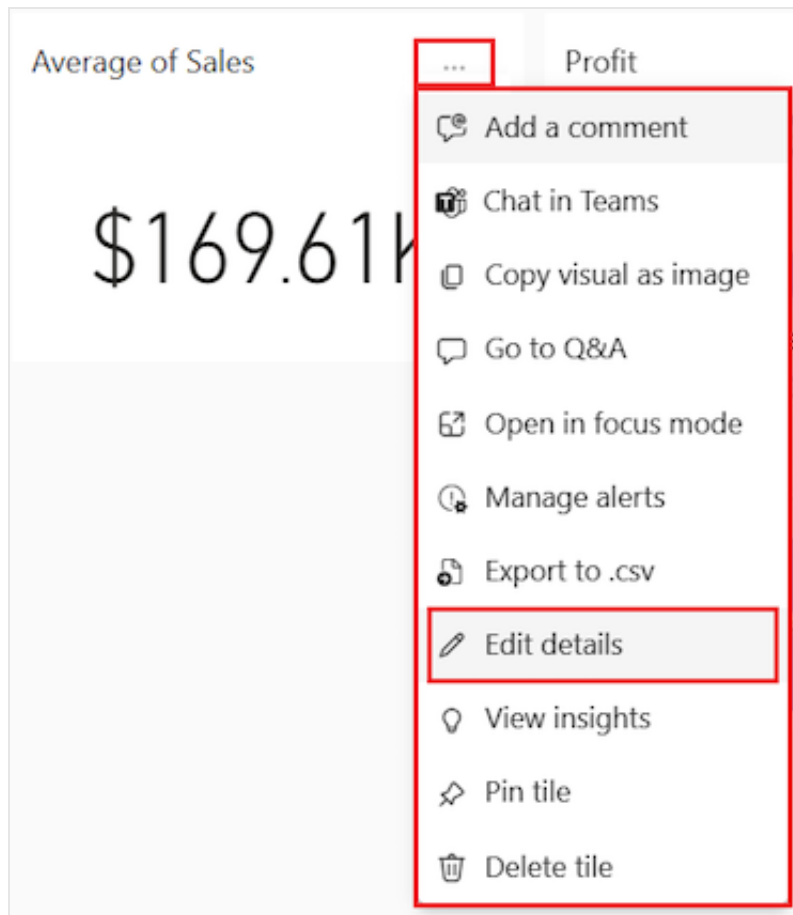 Average of Sales
...
Profit
Add a comment
Chat in Teams
$169.61K
Copy visual as image
Go to Q&A
Open in focus mode
Manage alerts
Export to .csv
Edit details
View insights
Pin tile
Delete tile